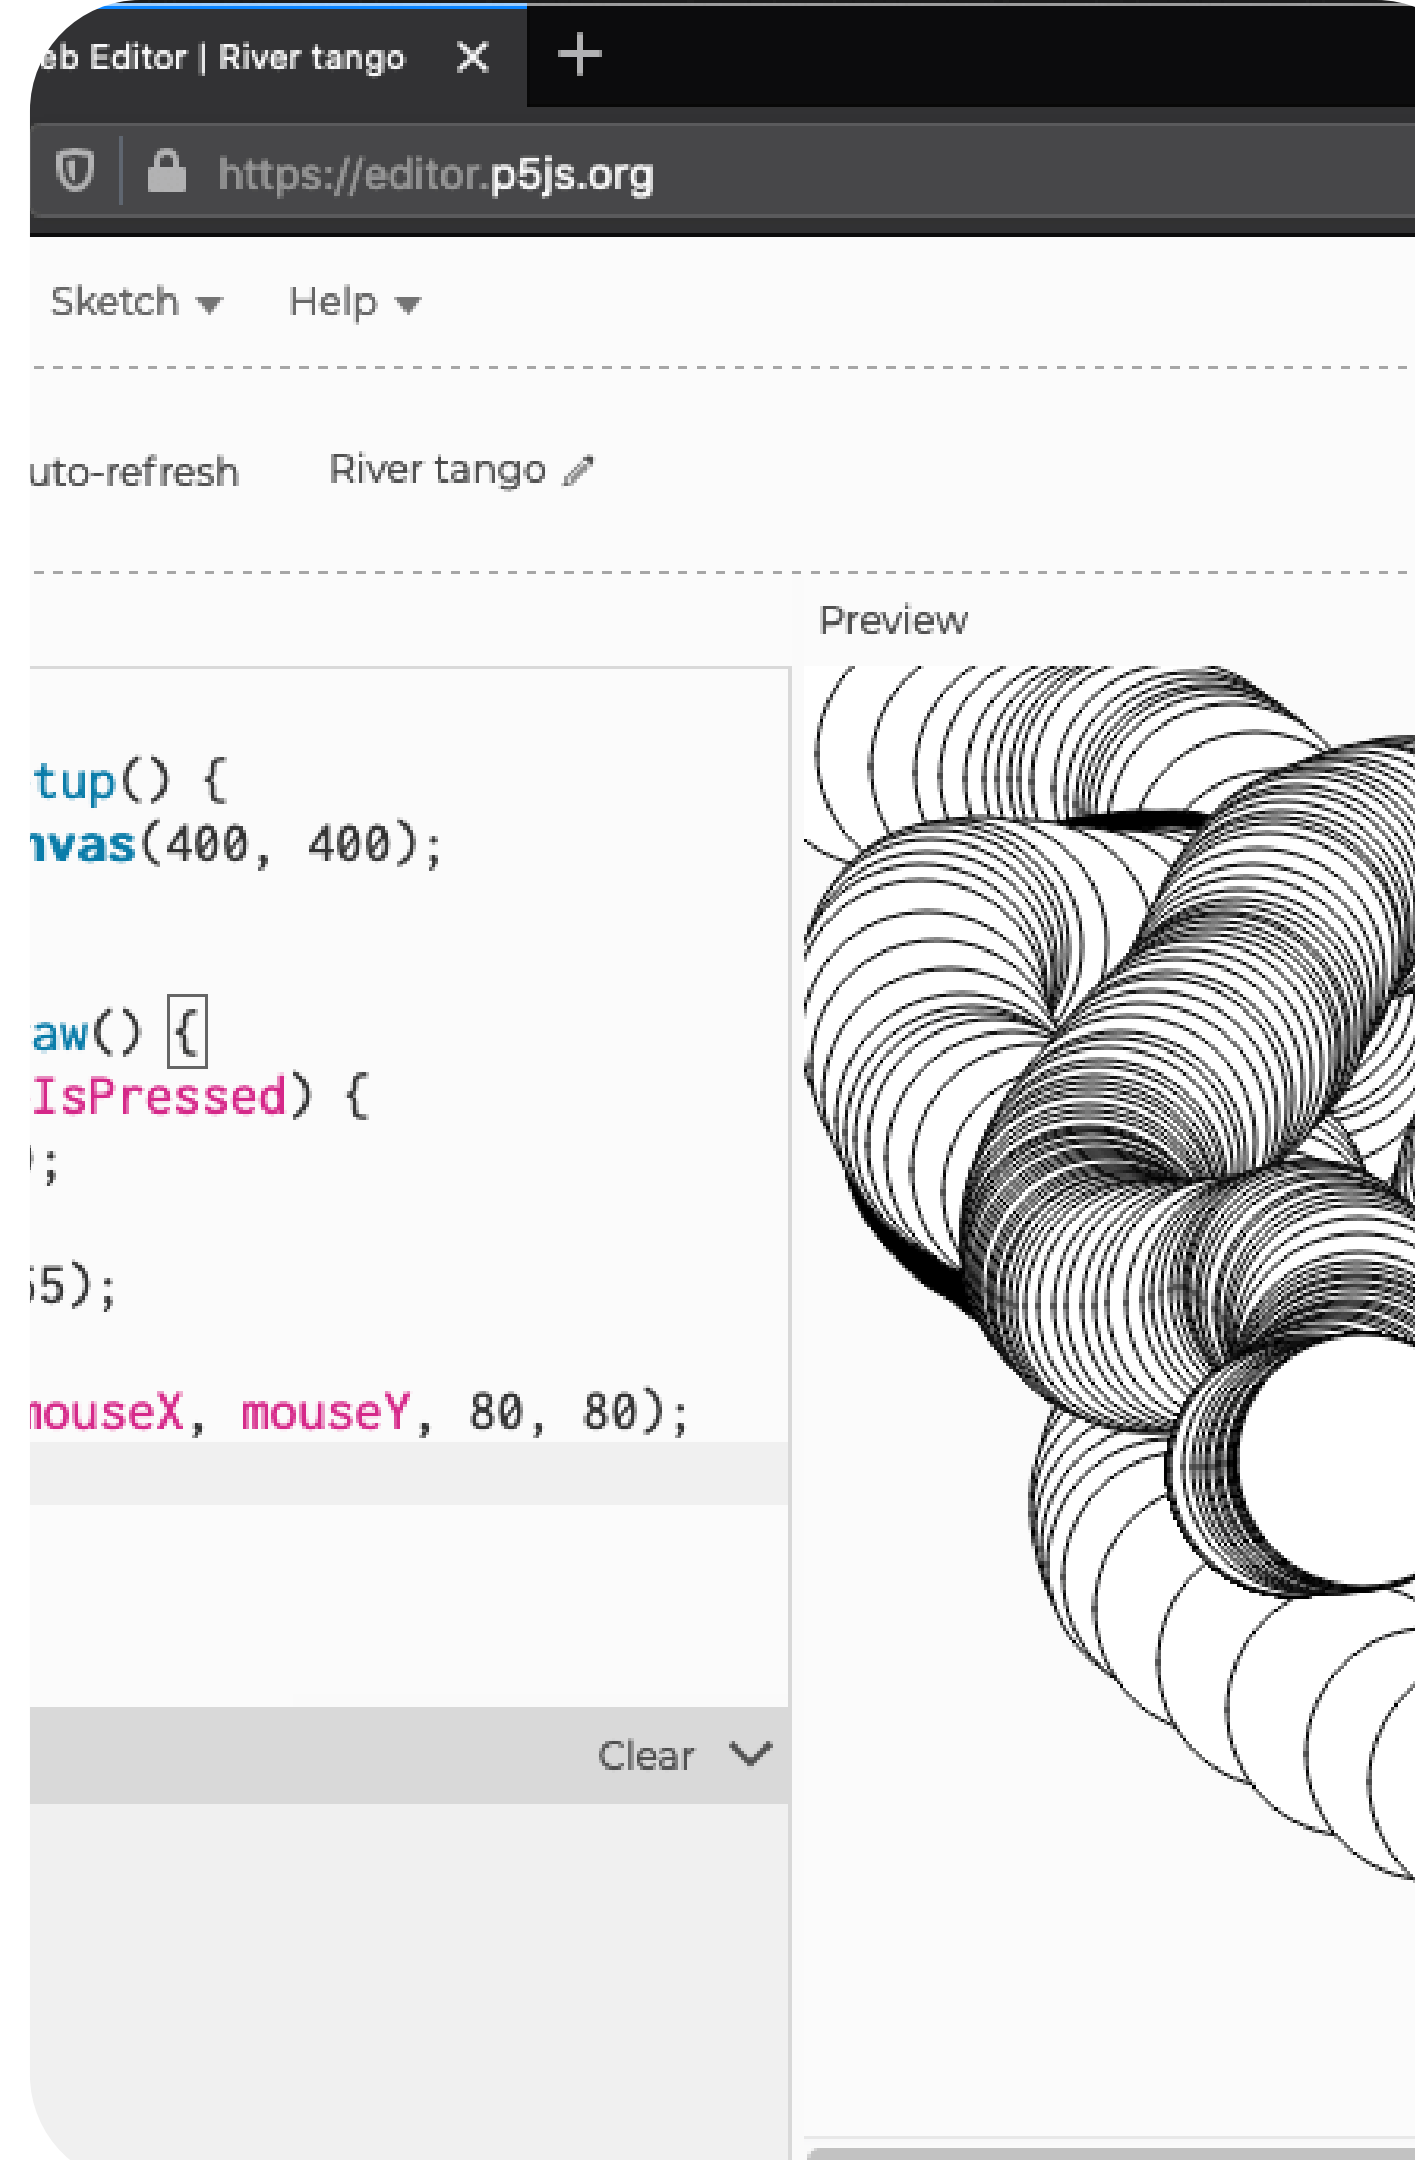 eb Editor | River tango
https://editor.p5js.org
Sketch Help
uto-refresh River tango
Preview
tup() {
nvas(400, 400);
aw() {
IsPressed) {
);
55);
mouseX, mouseY, 80, 80);
Clear